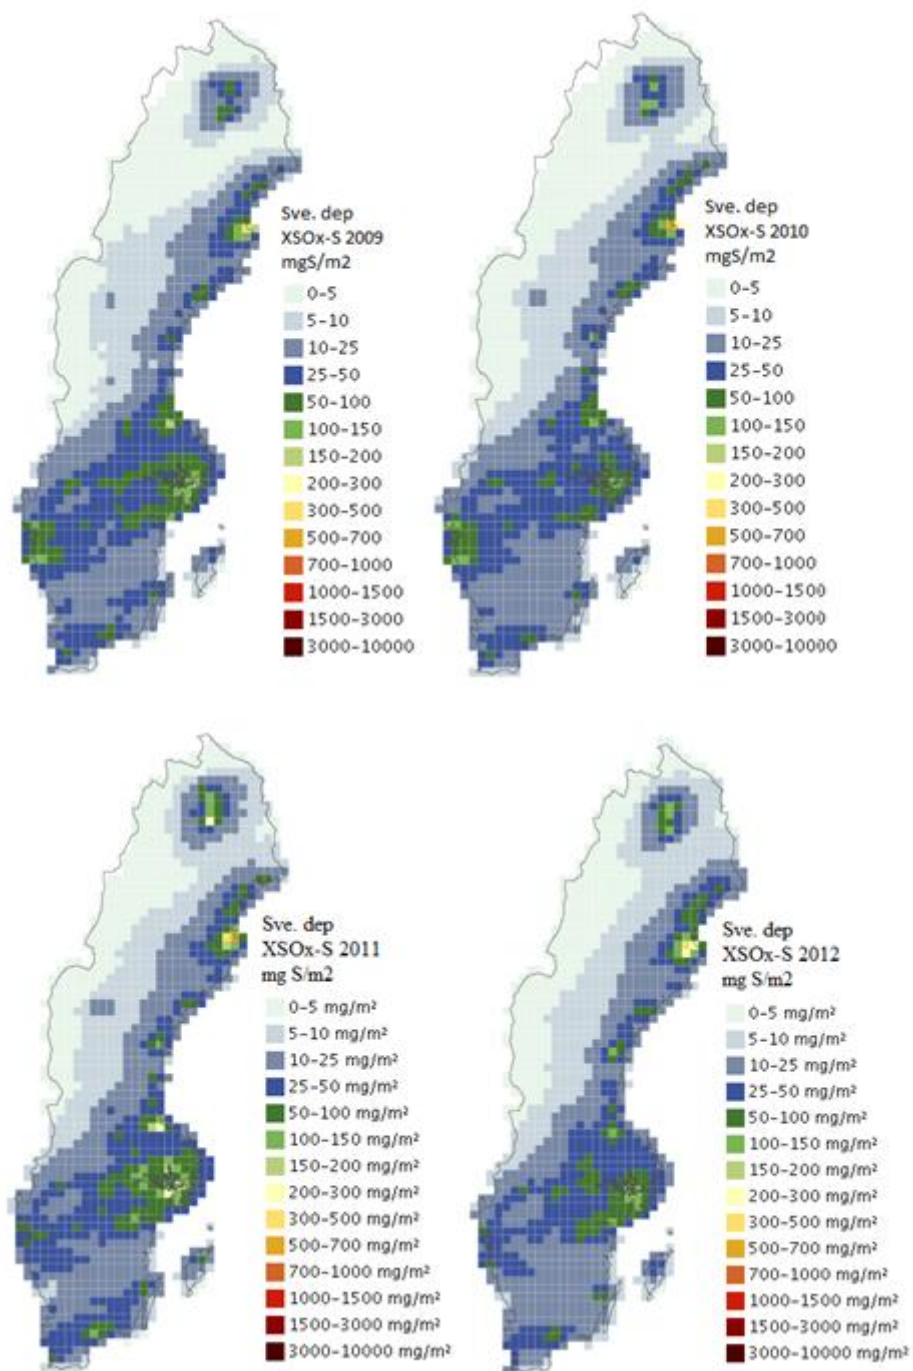 Sve. dep
XSOx-S 2009
mgS/m2
0–5
5–10
10–25
25–50
50–100
100–150
150–200
200–300
300–500
500–700
700–1000
1000–1500
1500–3000
3000–10000
Sve. dep
XSOx-S 2010
mgS/m2
0–5
5–10
10–25
25–50
50–100
100–150
150–200
200–300
300–500
500–700
700–1000
1000–1500
1500–3000
3000–10000
Sve. dep
XSOx-S 2011
mg S/m2
0–5 mg/m²
5–10 mg/m²
10–25 mg/m²
25–50 mg/m²
50–100 mg/m²
100–150 mg/m²
150–200 mg/m²
200–300 mg/m²
300–500 mg/m²
500–700 mg/m²
700–1000 mg/m²
1000–1500 mg/m²
1500–3000 mg/m²
3000–10000 mg/m²
Sve. dep
XSOx-S 2012
mg S/m2
0–5 mg/m²
5–10 mg/m²
10–25 mg/m²
25–50 mg/m²
50–100 mg/m²
100–150 mg/m²
150–200 mg/m²
200–300 mg/m²
300–500 mg/m²
500–700 mg/m²
700–1000 mg/m²
1000–1500 mg/m²
1500–3000 mg/m²
3000–10000 mg/m²